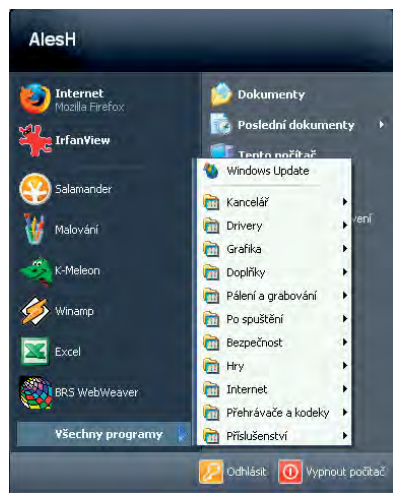 AlesH
Internet
Mozilla Firefox
IrfanView
Salamander
Malování
K-Meleon
Winamp
Excel
BRS WebWeaver
Všechny programy
Dokumenty
Poslední dokumenty
Tento počítač
Windows Update
Kancelář
Drivery
Grafika
Doplňky
Pálení a grabování
Po spuštění
Bezpečnost
Hry
Internet
Přehrávače a kodeky
Příslušenství
Odhlásit
Vypnout počítač